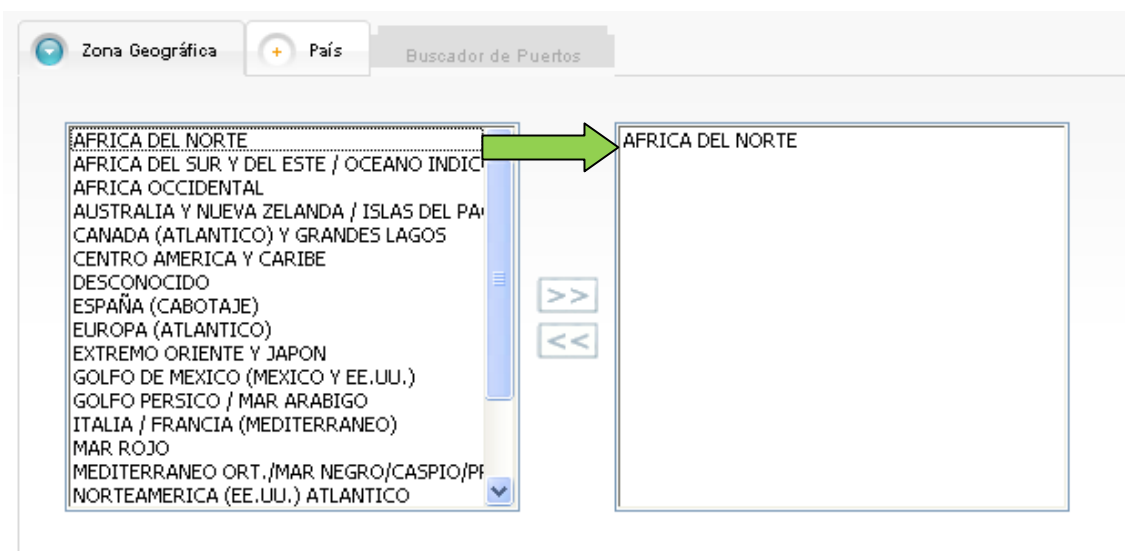 Zona Geográfica + País Buscador de Puertos
AFRICA DEL NORTE
AFRICA DEL SUR Y DEL ESTE / OCEANO INDIC
AFRICA OCCIDENTAL
AUSTRALIA Y NUEVA ZELANDA / ISLAS DEL PA
CANADA (ATLANTICO) Y GRANDES LAGOS
CENTRO AMERICA Y CARIBE
DESCONOCIDO
ESPAÑA (CABOTAJE)
EUROPA (ATLANTICO)
EXTREMO ORIENTE Y JAPON
GOLFO DE MEXICO (MEXICO Y EE.UU.)
GOLFO PERSICO / MAR ARABIGO
ITALIA / FRANCIA (MEDITERRANEO)
MAR ROJO
MEDITERRANEO ORT./MAR NEGRO/CASPIO/PR
NORTEAMERICA (EE.UU.) ATLANTICO
>>
<<
AFRICA DEL NORTE